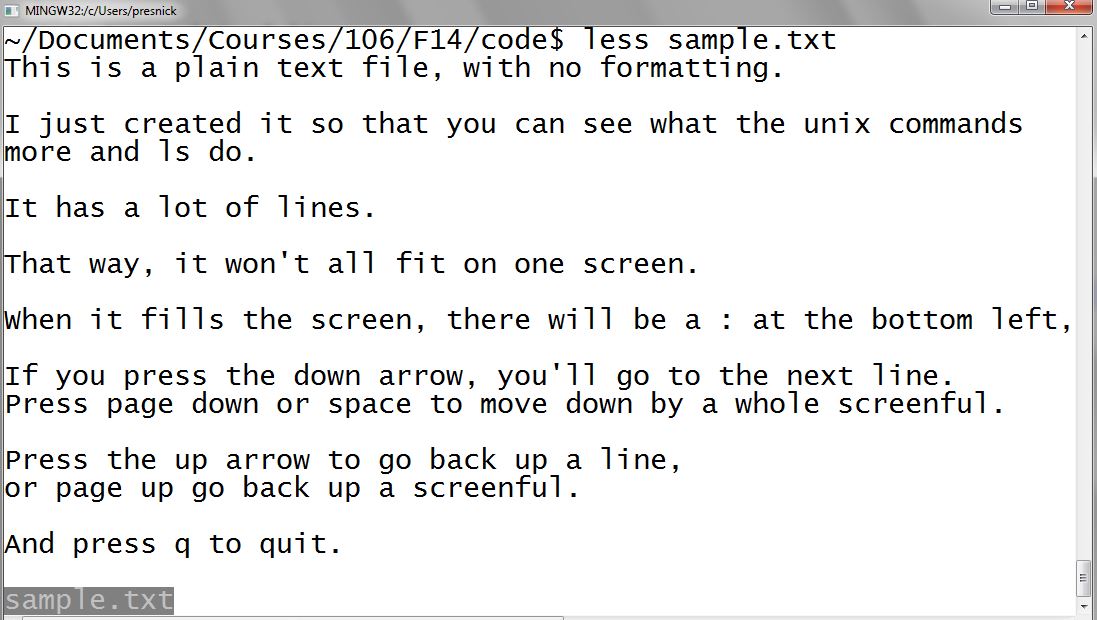 MINGW32:/c/Users/presnick
~/Documents/Courses/106/F14/code$ less sample.txt
This is a plain text file, with no formatting.
I just created it so that you can see what the unix commands
more and ls do.
It has a lot of lines.
That way, it won't all fit on one screen.
When it fills the screen, there will be a : at the bottom left,
If you press the down arrow, you'll go to the next line.
Press page down or space to move down by a whole screenful.
Press the up arrow to go back up a line,
or page up go back up a screenful.
And press q to quit.
sample.txt